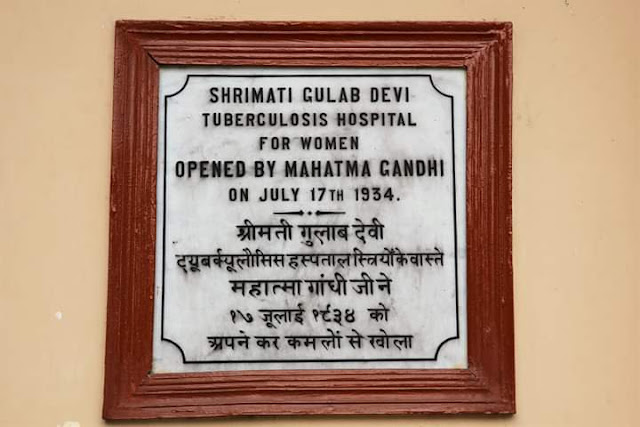 SHRIMATI GULAB DEVI
TUBERCULOSIS HOSPITAL
FOR WOMEN
OPENED BY MAHATMA GANDHI
ON JULY 17TH 1934.
श्रीमती गुलाब देवी
ट्यूबर्क्यूलौसिस हस्पताल स्त्रियों के वास्ते
महात्मा गांधी जी ने
१७ जूलाई १९३४ को
अपने कर कमलों से खोला